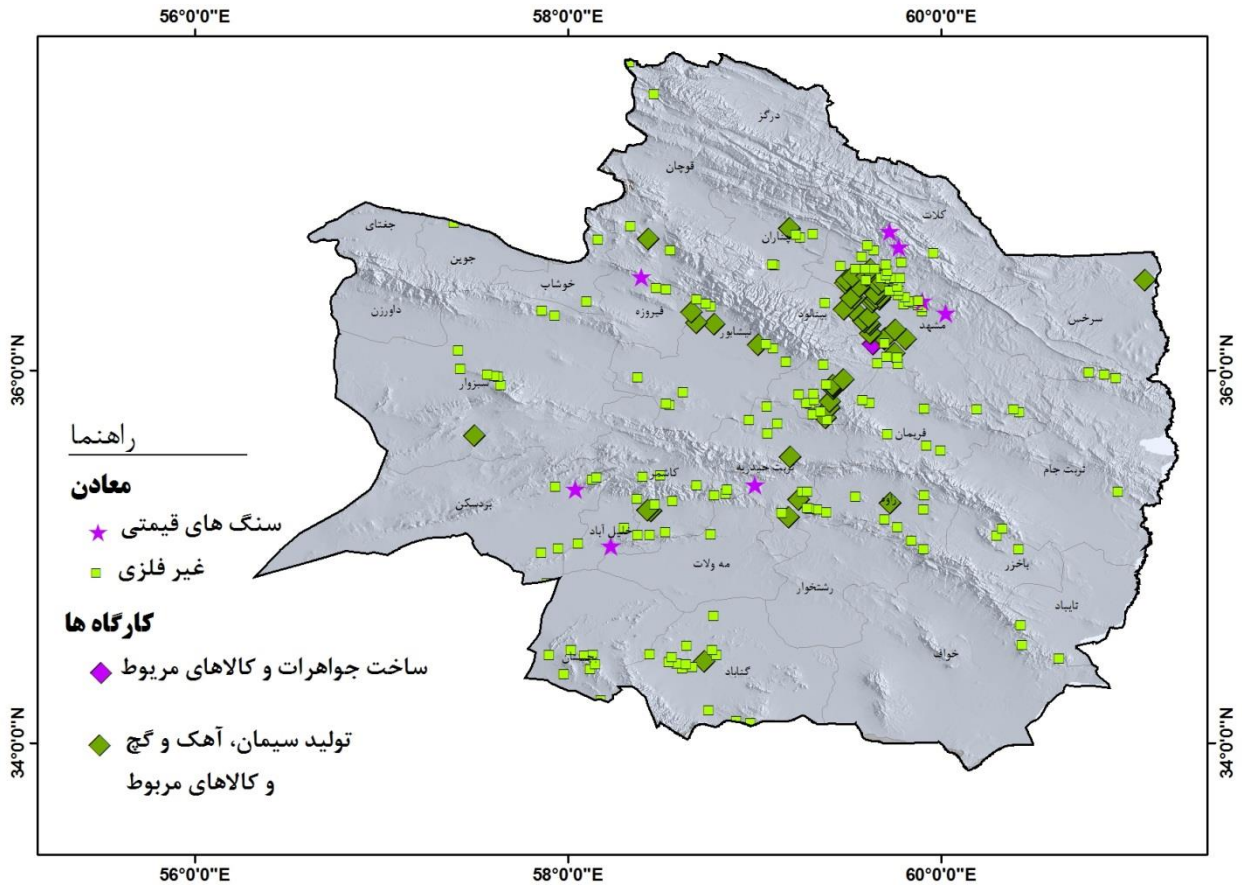 56°0'0"E 58°0'0"E 60°0'0"E
درگز
قوچان
کلات
جغتای
چناران
جوین
خوشاب
سرخس
داورزن
فیروزه
بینالود
مشهد
نیشابور
36°0'0"N 36°0'0"N
سبزوار
فریمان
تربت جام
تربت حیدریه
کاشمر
بردسکن
زاوه
خلیل آباد
مه ولات
باخرز
رشتخوار
تایباد
خواف
بجستان
گناباد
34°0'0"N 34°0'0"N
راهنما
معادن
سنگ های قیمتی
غیر فلزی
کارگاه ها
ساخت جواهرات و کالاهای مربوط
تولید سیمان، آهک و گچ
و کالاهای مربوط
56°0'0"E 58°0'0"E 60°0'0"E